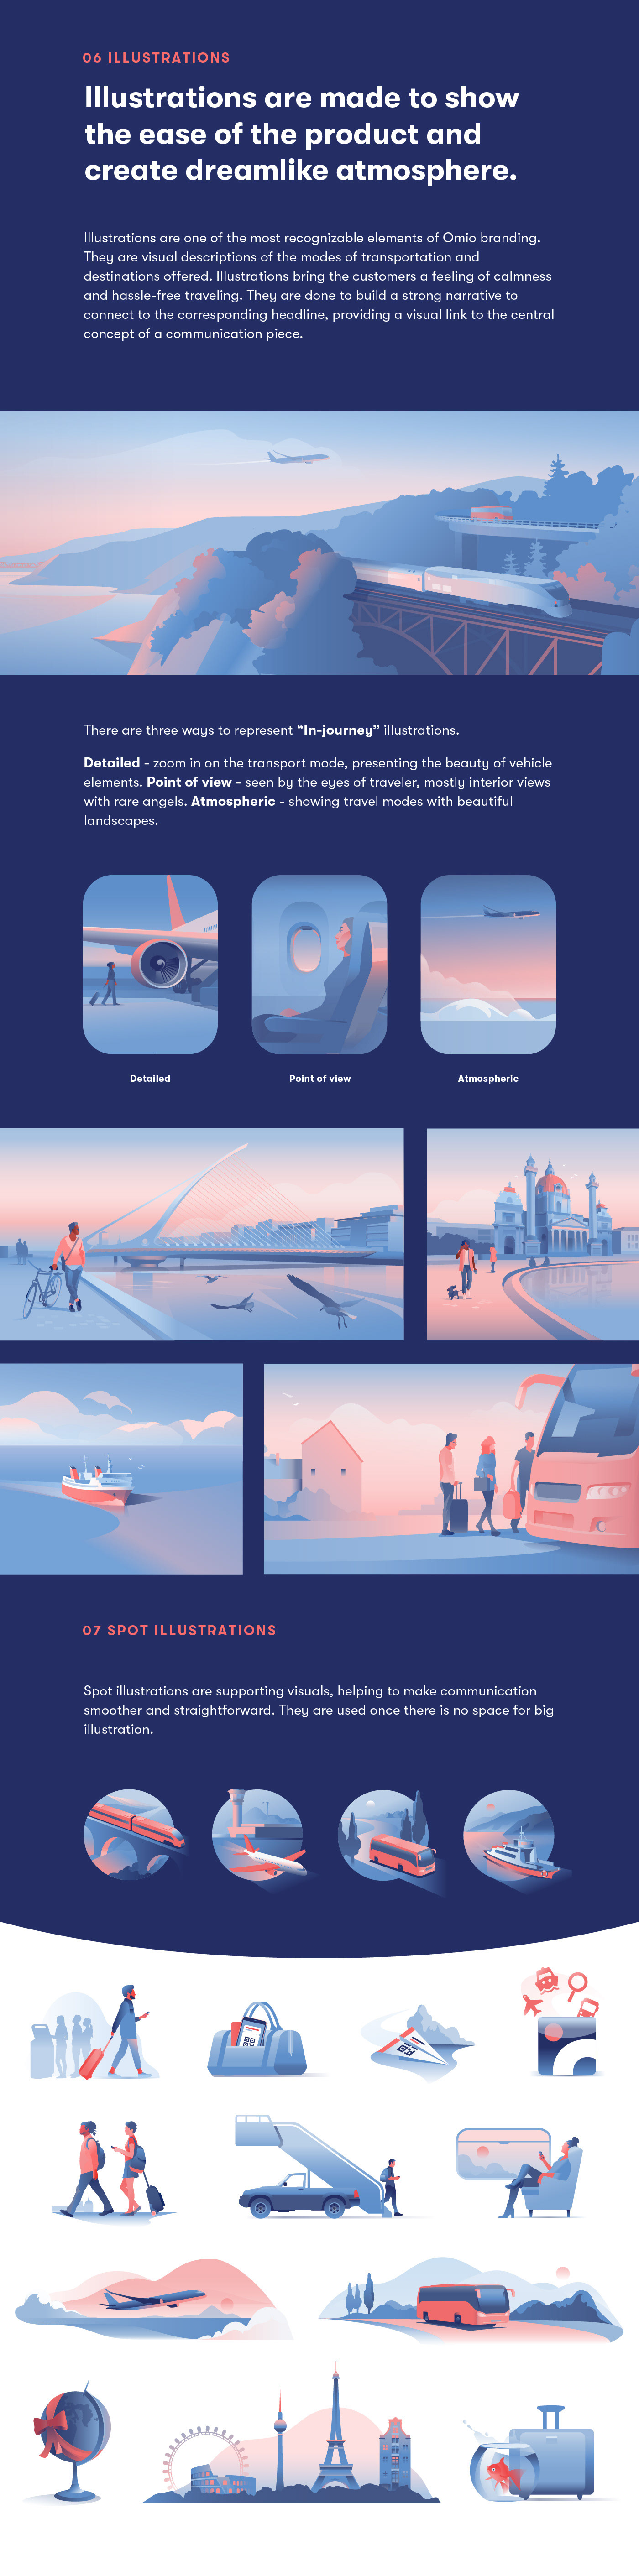 06 ILLUSTRATIONS
Illustrations are made to show
the ease of the product and
create dreamlike atmosphere.
Illustrations are one of the most recognizable elements of Omio branding.
They are visual descriptions of the modes of transportation and
destinations offered. Illustrations bring the customers a feeling of calmness
and hassle-free traveling. They are done to build a strong narrative to
connect to the corresponding headline, providing a visual link to the central
concept of a communication piece.
There are three ways to represent “In-journey” illustrations.
Detailed - zoom in on the transport mode, presenting the beauty of vehicle
elements. Point of view - seen by the eyes of traveler, mostly interior views
with rare angels. Atmospheric - showing travel modes with beautiful
landscapes.
Detailed
Point of view
Atmospheric
07 SPOT ILLUSTRATIONS
Spot illustrations are supporting visuals, helping to make communication
smoother and straightforward. They are used once there is no space for big
illustration.